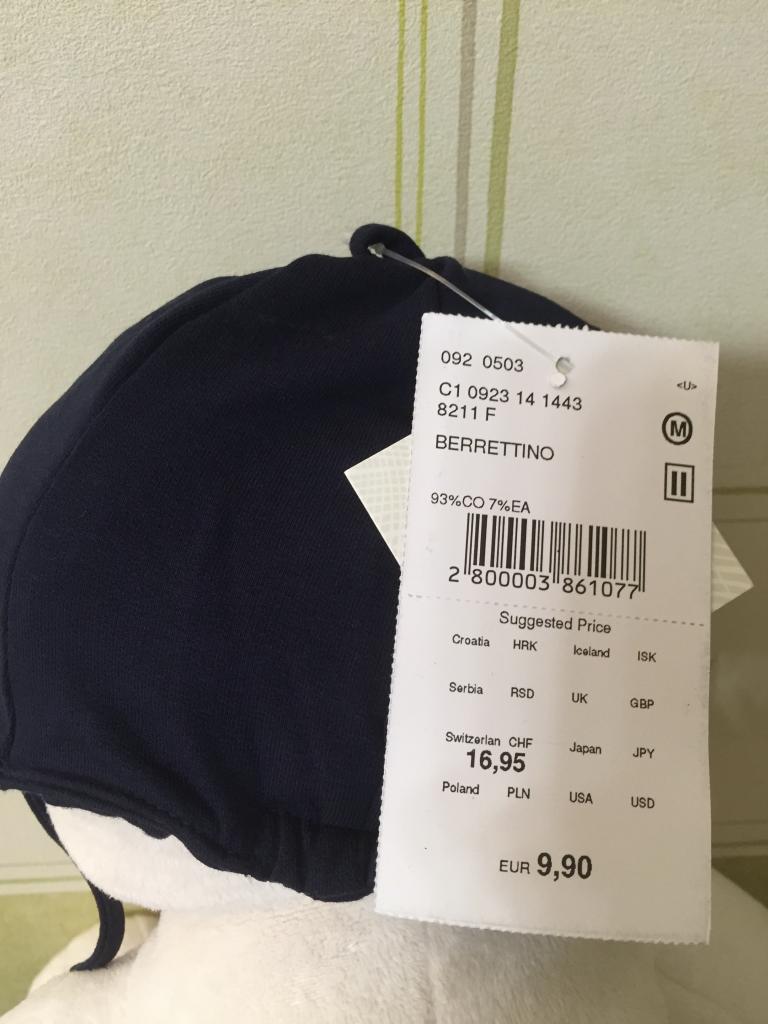 092 0503
<U>
C1 0923 14 1443
8211 F
M
BERRETTINO
II
93%CO 7%EA
2 800003 861077
Suggested Price
Croatia HRK Iceland ISK
Serbia RSD UK GBP
Switzerlan CHF Japan JPY
16,95
Poland PLN USA USD
EUR 9,90